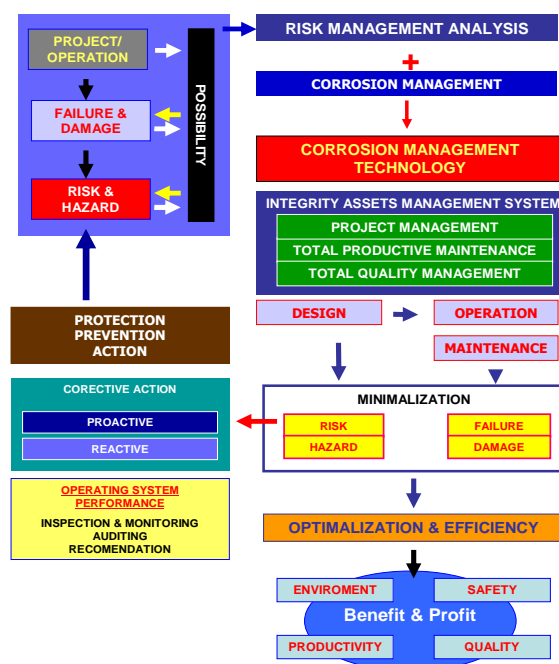 PROJECT/
OPERATION
FAILURE &
DAMAGE
RISK &
HAZARD
POSSIBILITY
PROTECTION
PREVENTION
ACTION
CORECTIVE ACTION
PROACTIVE
REACTIVE
OPERATING SYSTEM
PERFORMANCE
INSPECTION & MONITORING
AUDITING
RECOMENDATION
RISK MANAGEMENT ANALYSIS
+
CORROSION MANAGEMENT
CORROSION MANAGEMENT
TECHNOLOGY
INTEGRITY ASSETS MANAGEMENT SYSTEM
PROJECT MANAGEMENT
TOTAL PRODUCTIVE MAINTENANCE
TOTAL QUALITY MANAGEMENT
DESIGN
OPERATION
MAINTENANCE
MINIMALIZATION
RISK
FAILURE
HAZARD
DAMAGE
OPTIMALIZATION & EFFICIENCY
ENVIROMENT
SAFETY
Benefit & Profit
PRODUCTIVITY
QUALITY